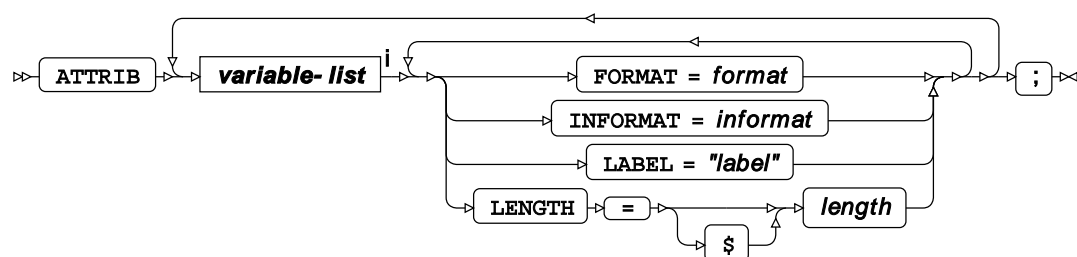 ATTRIB variable- list i FORMAT = format ;
INFORMAT = informat
LABEL = "label"
LENGTH = length
$